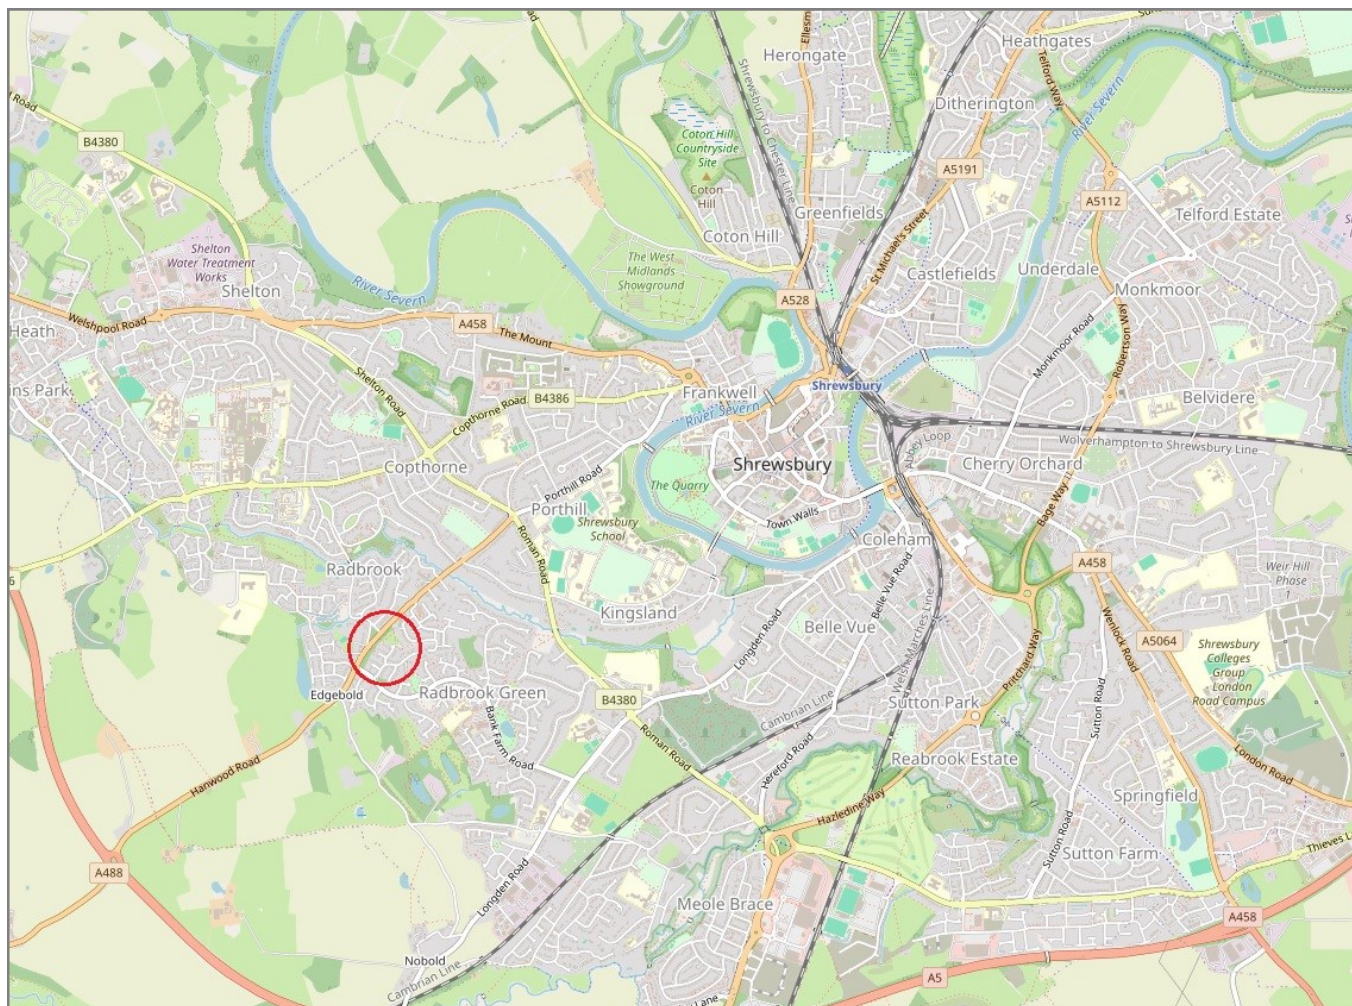 Heathgates
Herongate
Ellesm
Telford Way
River Severn
Shrewsbury to Chester Line
Road
B4380
Coton Hill
Countryside
Site
Coton
Hill
Ditherington
A5191
A5112
Greenfields
St Michael's Street
Telford Estate
Coton Hill
Shelton
Water Treatment
Works
The West
Midlands
Showground
Castlefields
Underdale
Monkmoor
Shelton
River Severn
A528
Welshpool Road
A458
The Mount
Heath
Robertson Way
Monkmoor Road
Shelton Road
ns Park
Frankwell
Shrewsbury
B4386
Copthorne Road
River Severn
Belvidere
Abbey Loop
Wolverhampton to Shrewsbury Line
Copthorne
Shrewsbury
Cherry Orchard
Porthill Road
The Quarry
Porthill
Bage Way
Town Walls
Shrewsbury
School
Coleham
Roman Road
Radbrook
A458
Weir Hill
Phase
1
6
Belle Vue Road
Kingsland
Longden Road
Belle Vue
Wenlock Road
A5064
Shrewsbury
Colleges
Group
London
Road Campus
Welsh Marches Line
Pritchard Way
Edgebold
Radbrook Green
B4380
Cambrian Line
Sutton Park
Sutton Road
Bank Farm Road
Roman Road
Hereford Road
Reabrook Estate
London Road
Hanwood Road
Springfield
Hazledine Way
Thieves L
Sutton Road
Sutton Farm
A488
Longden Road
Meole Brace
A458
Nobold
Cambrian Line
A5
Lane